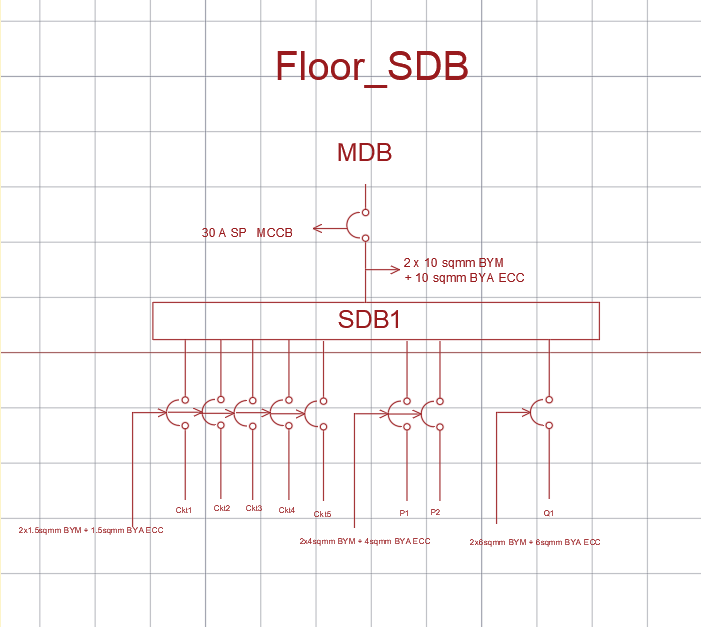 Floor_SDB
MDB
30 A SP MCCB
2 x 10 sqmm BYM
+ 10 sqmm BYA ECC
SDB1
Ckt1
Ckt2
Ckt3
Ckt4
Ckt5
P1
P2
Q1
2x1.5sqmm BYM + 1.5sqmm BYA ECC
2x4sqmm BYM + 4sqmm BYA ECC
2x6sqmm BYM + 6sqmm BYA ECC